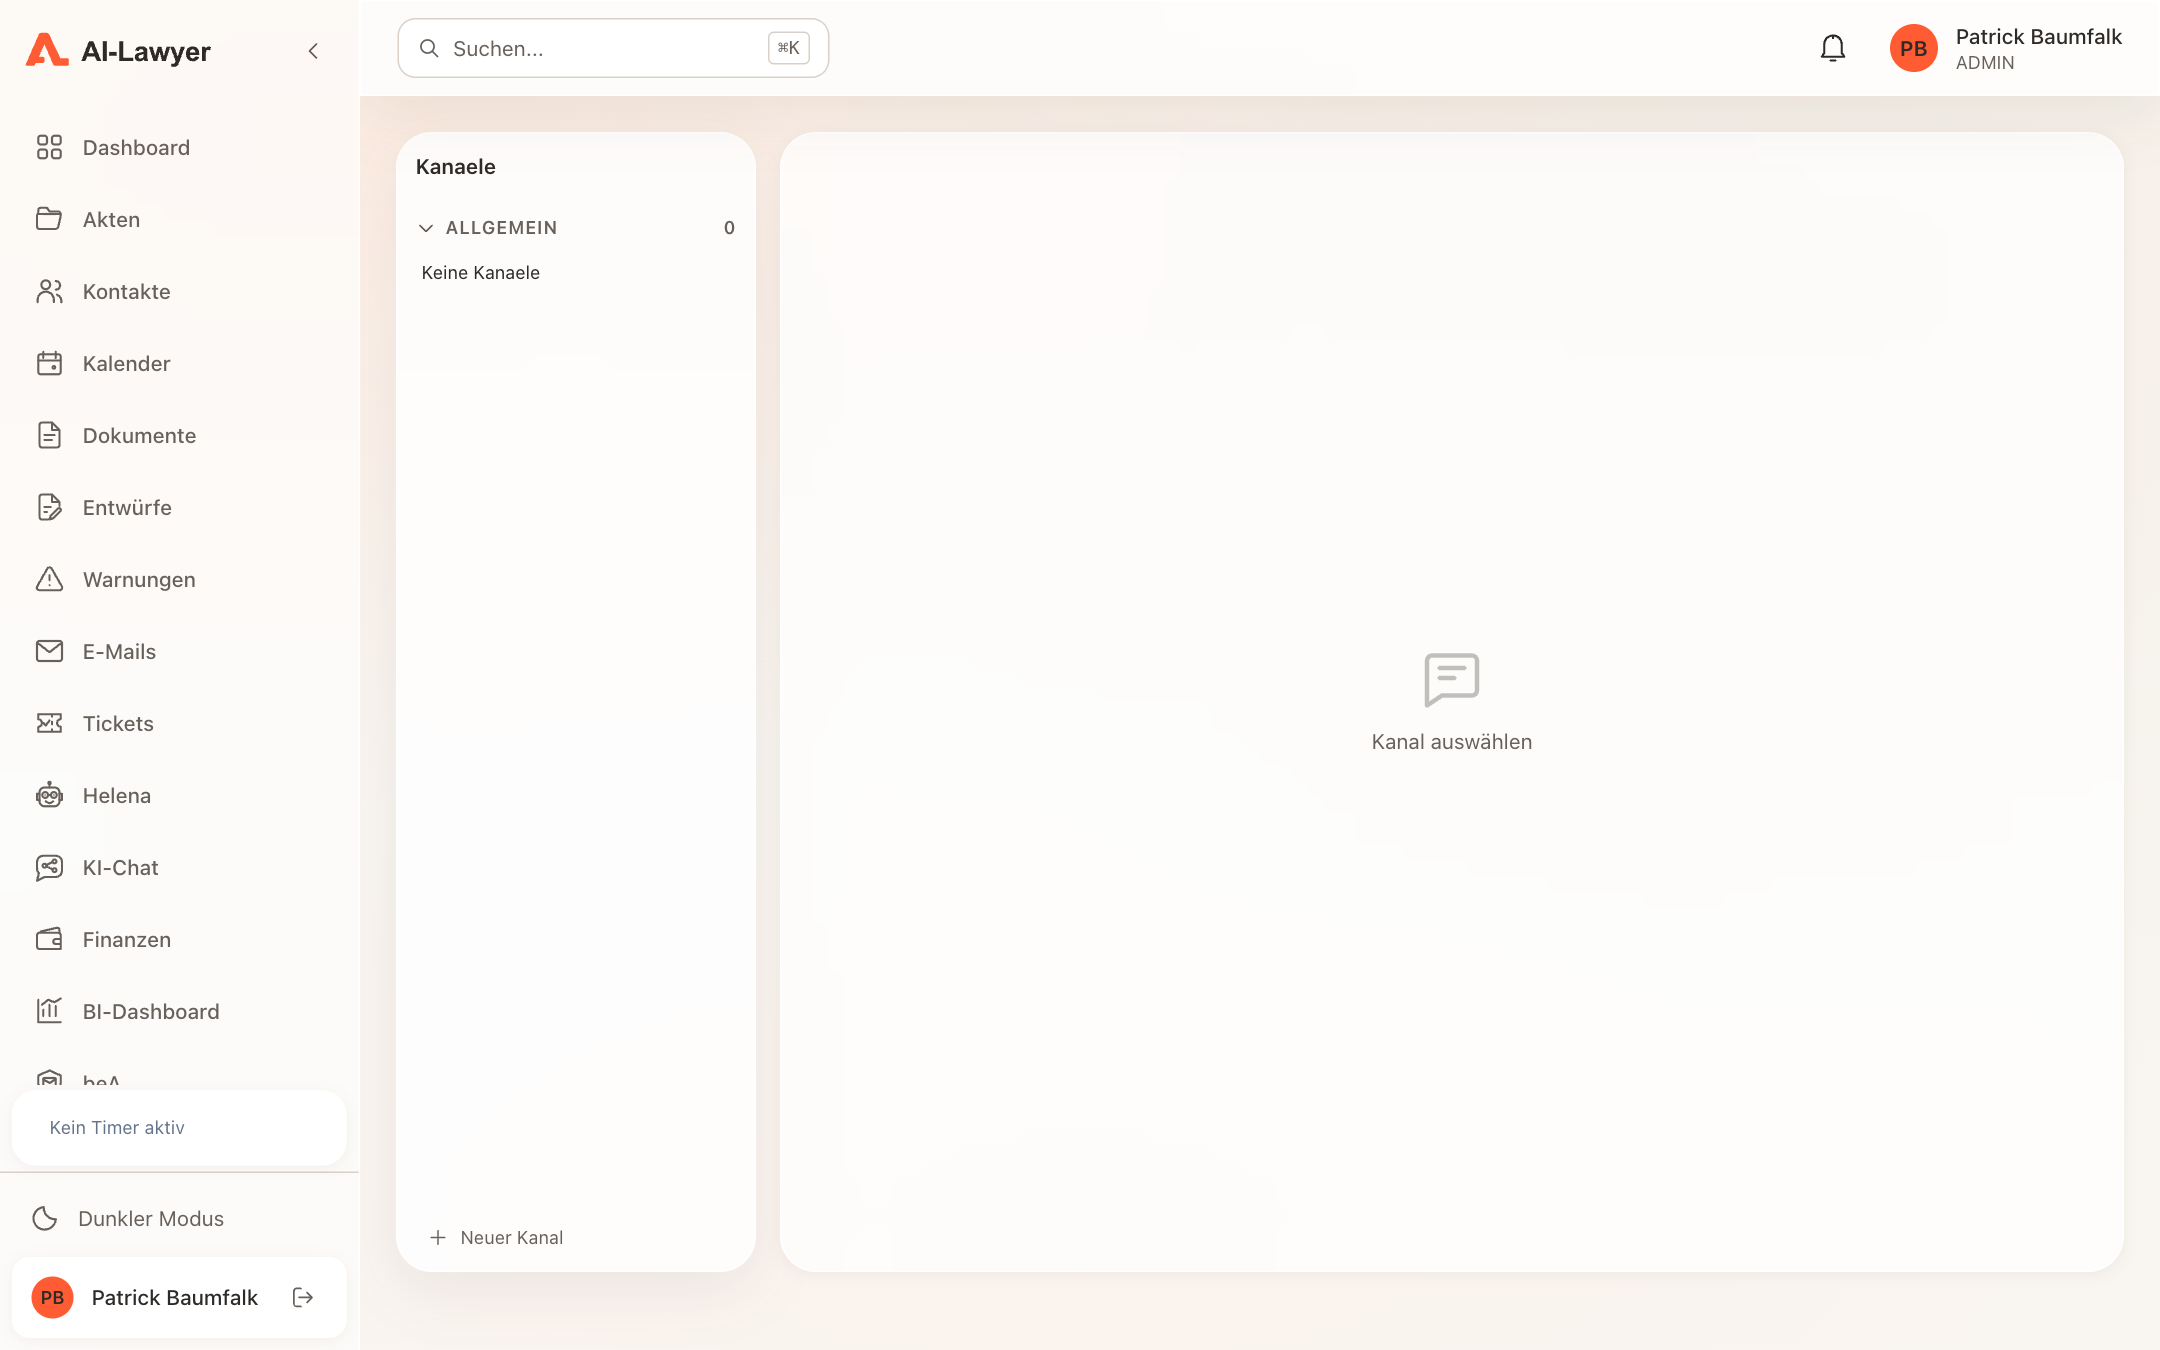 AI-Lawyer
Suchen...
⌘K
PB
Patrick Baumfalk
ADMIN
Dashboard
Akten
Kontakte
Kalender
Dokumente
Entwürfe
Warnungen
E-Mails
Tickets
Helena
KI-Chat
Finanzen
BI-Dashboard
beA
Kein Timer aktiv
Dunkler Modus
PB
Patrick Baumfalk
Kanaele
ALLGEMEIN
0
Keine Kanaele
Neuer Kanal
Kanal auswählen